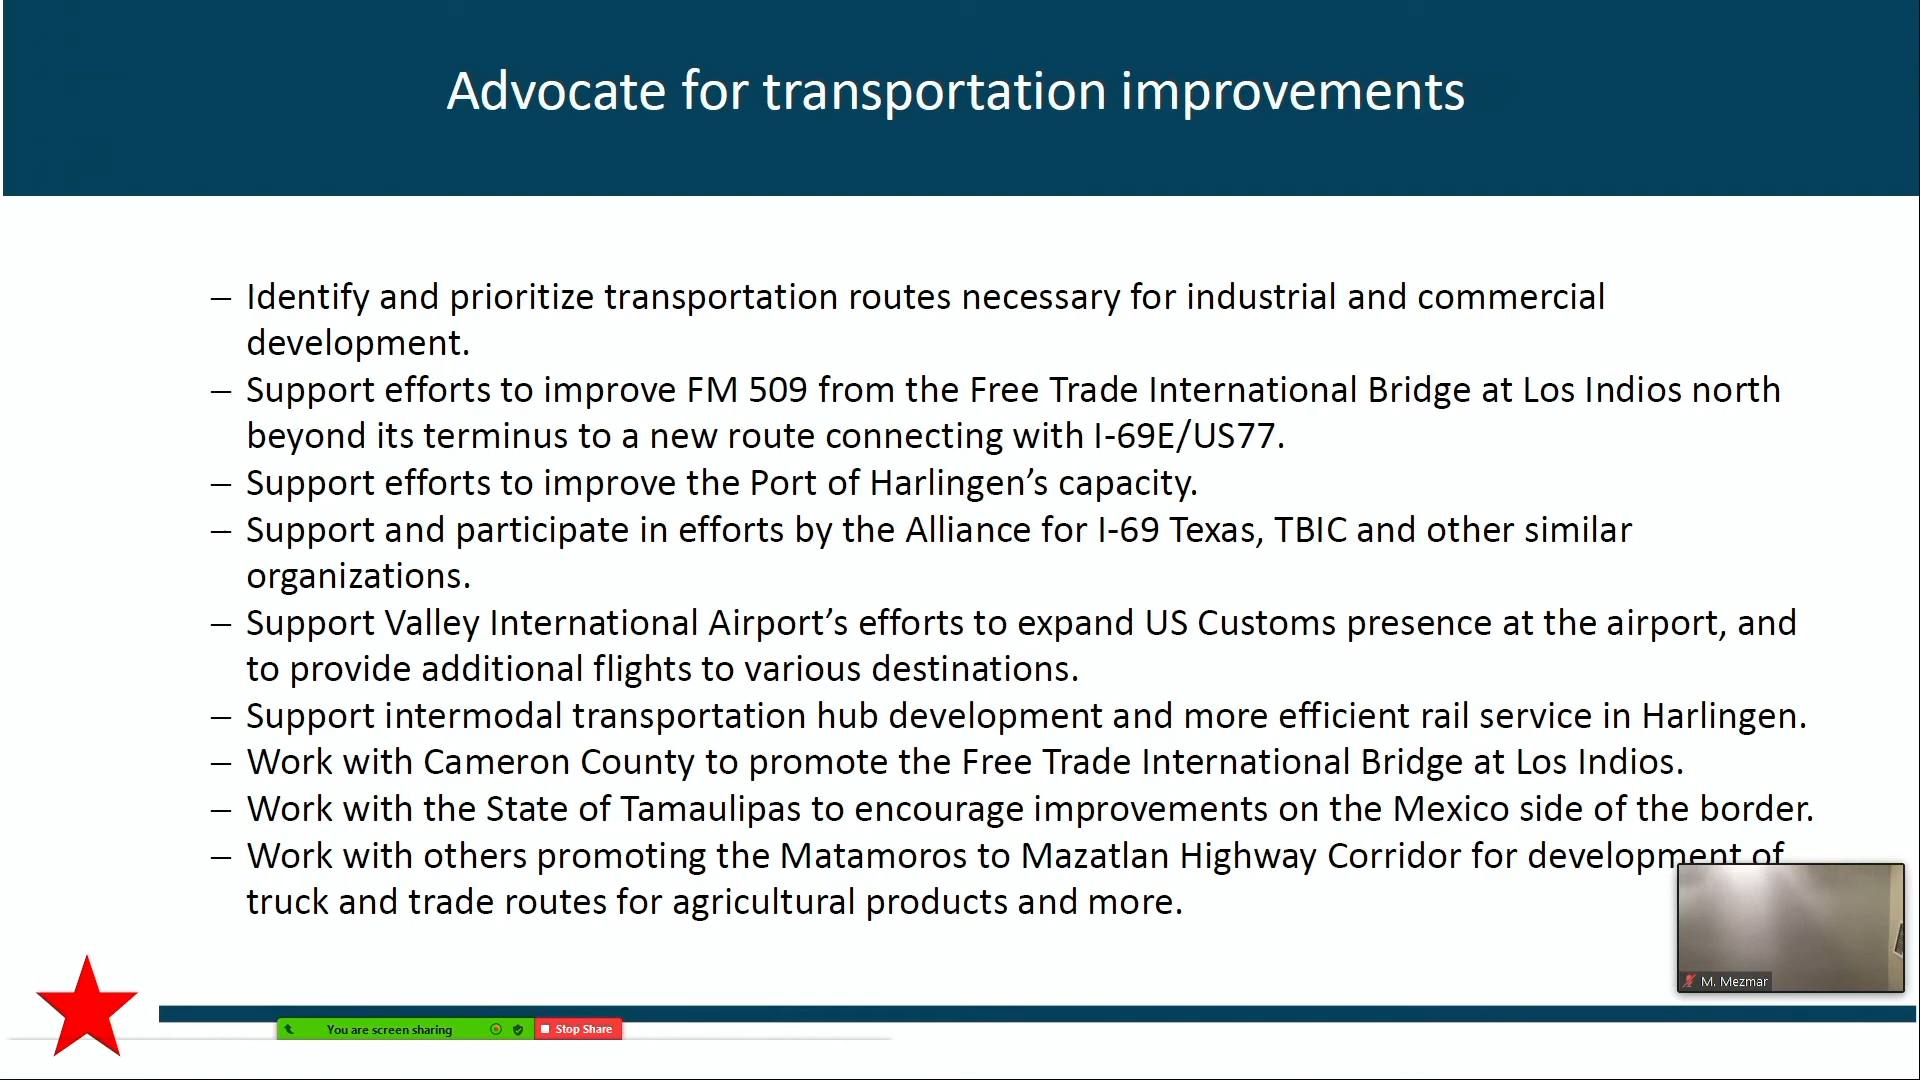 Advocate for transportation improvements
– Identify and prioritize transportation routes necessary for industrial and commercial
development.
– Support efforts to improve FM 509 from the Free Trade International Bridge at Los Indios north
beyond its terminus to a new route connecting with I-69E/US77.
– Support efforts to improve the Port of Harlingen’s capacity.
– Support and participate in efforts by the Alliance for I-69 Texas, TBIC and other similar
organizations.
– Support Valley International Airport’s efforts to expand US Customs presence at the airport, and
to provide additional flights to various destinations.
– Support intermodal transportation hub development and more efficient rail service in Harlingen.
– Work with Cameron County to promote the Free Trade International Bridge at Los Indios.
– Work with the State of Tamaulipas to encourage improvements on the Mexico side of the border.
– Work with others promoting the Matamoros to Mazatlan Highway Corridor for development of
truck and trade routes for agricultural products and more.
M. Mezmar
You are screen sharing
Stop Share